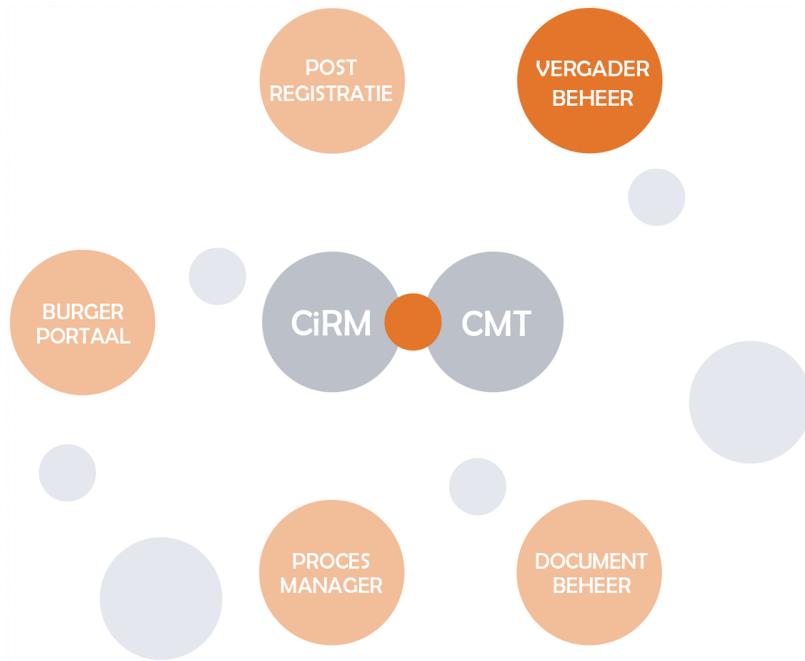 POST
REGISTRATIE
VERGADER
BEHEER
BURGER
PORTAAL
CiRM
CMT
PROCES
MANAGER
DOCUMENT
BEHEER